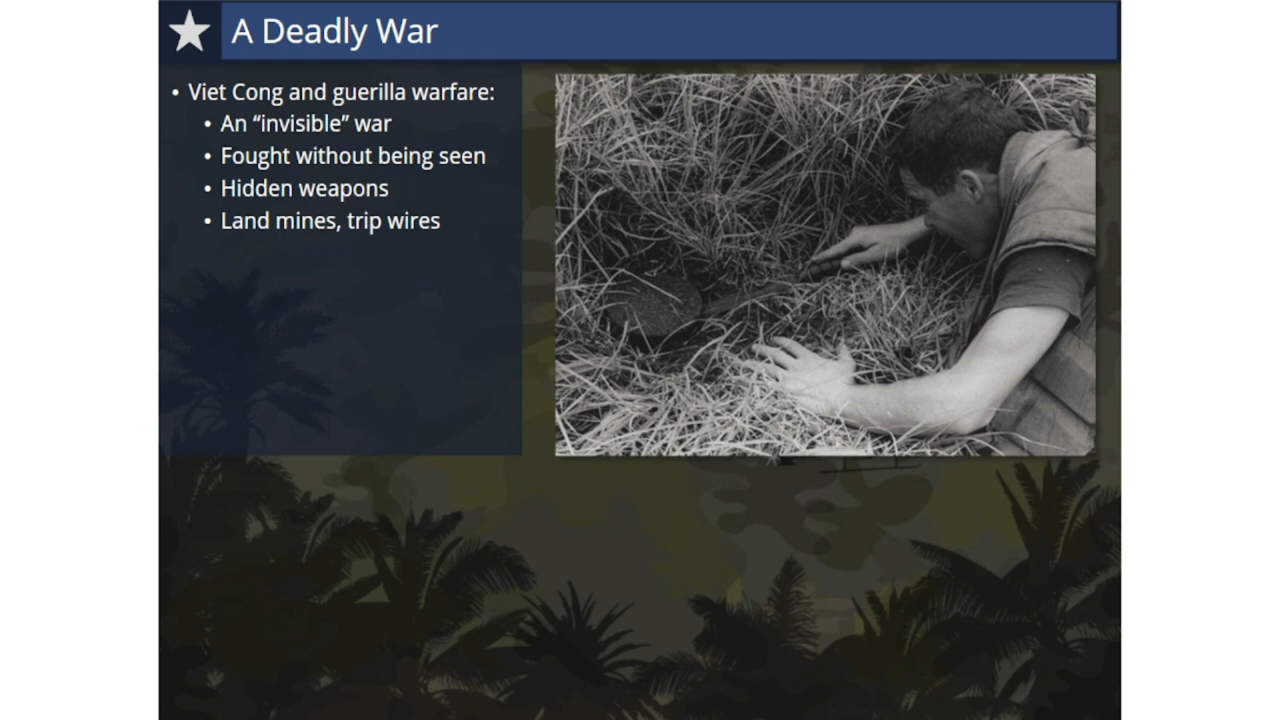 A Deadly War
• Viet Cong and guerilla warfare:
• An “invisible” war
• Fought without being seen
• Hidden weapons
• Land mines, trip wires